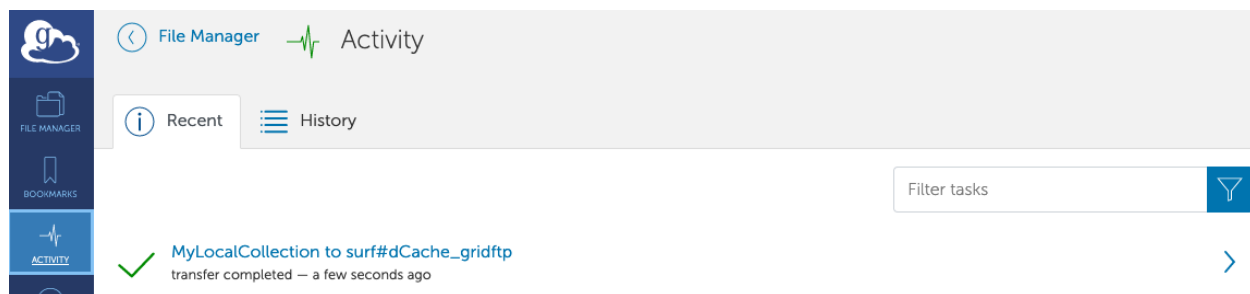 g
File Manager
Activity
FILE MANAGER
Recent
History
BOOKMARKS
Filter tasks
ACTIVITY
MyLocalCollection to surf#dCache_gridftp
transfer completed — a few seconds ago